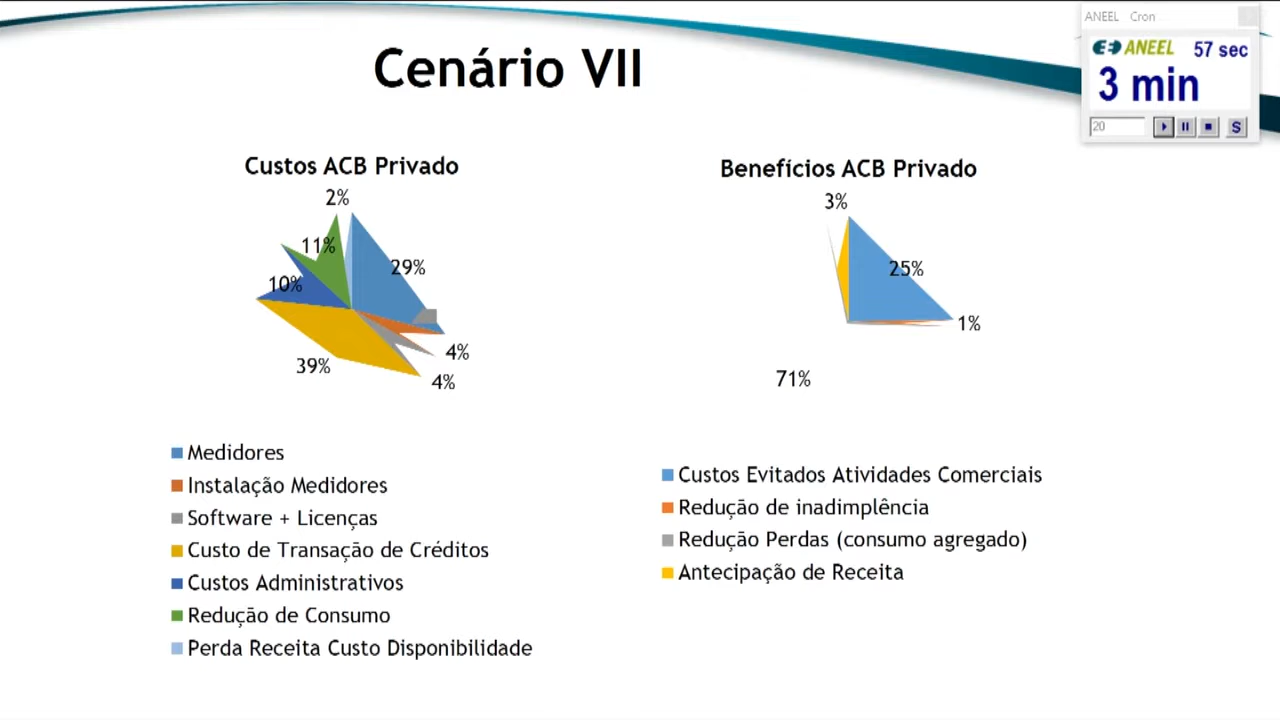 ANEEL Cron
ANEEL 57 sec
3 min
20
S
Cenário VII
Custos ACB Privado
2%
11%
29%
10%
4%
39%
4%
Medidores
Instalação Medidores
Software + Licenças
Custo de Transação de Créditos
Custos Administrativos
Redução de Consumo
Perda Receita Custo Disponibilidade
Benefícios ACB Privado
3%
25%
1%
71%
Custos Evitados Atividades Comerciais
Redução de inadimplência
Redução Perdas (consumo agregado)
Antecipação de Receita